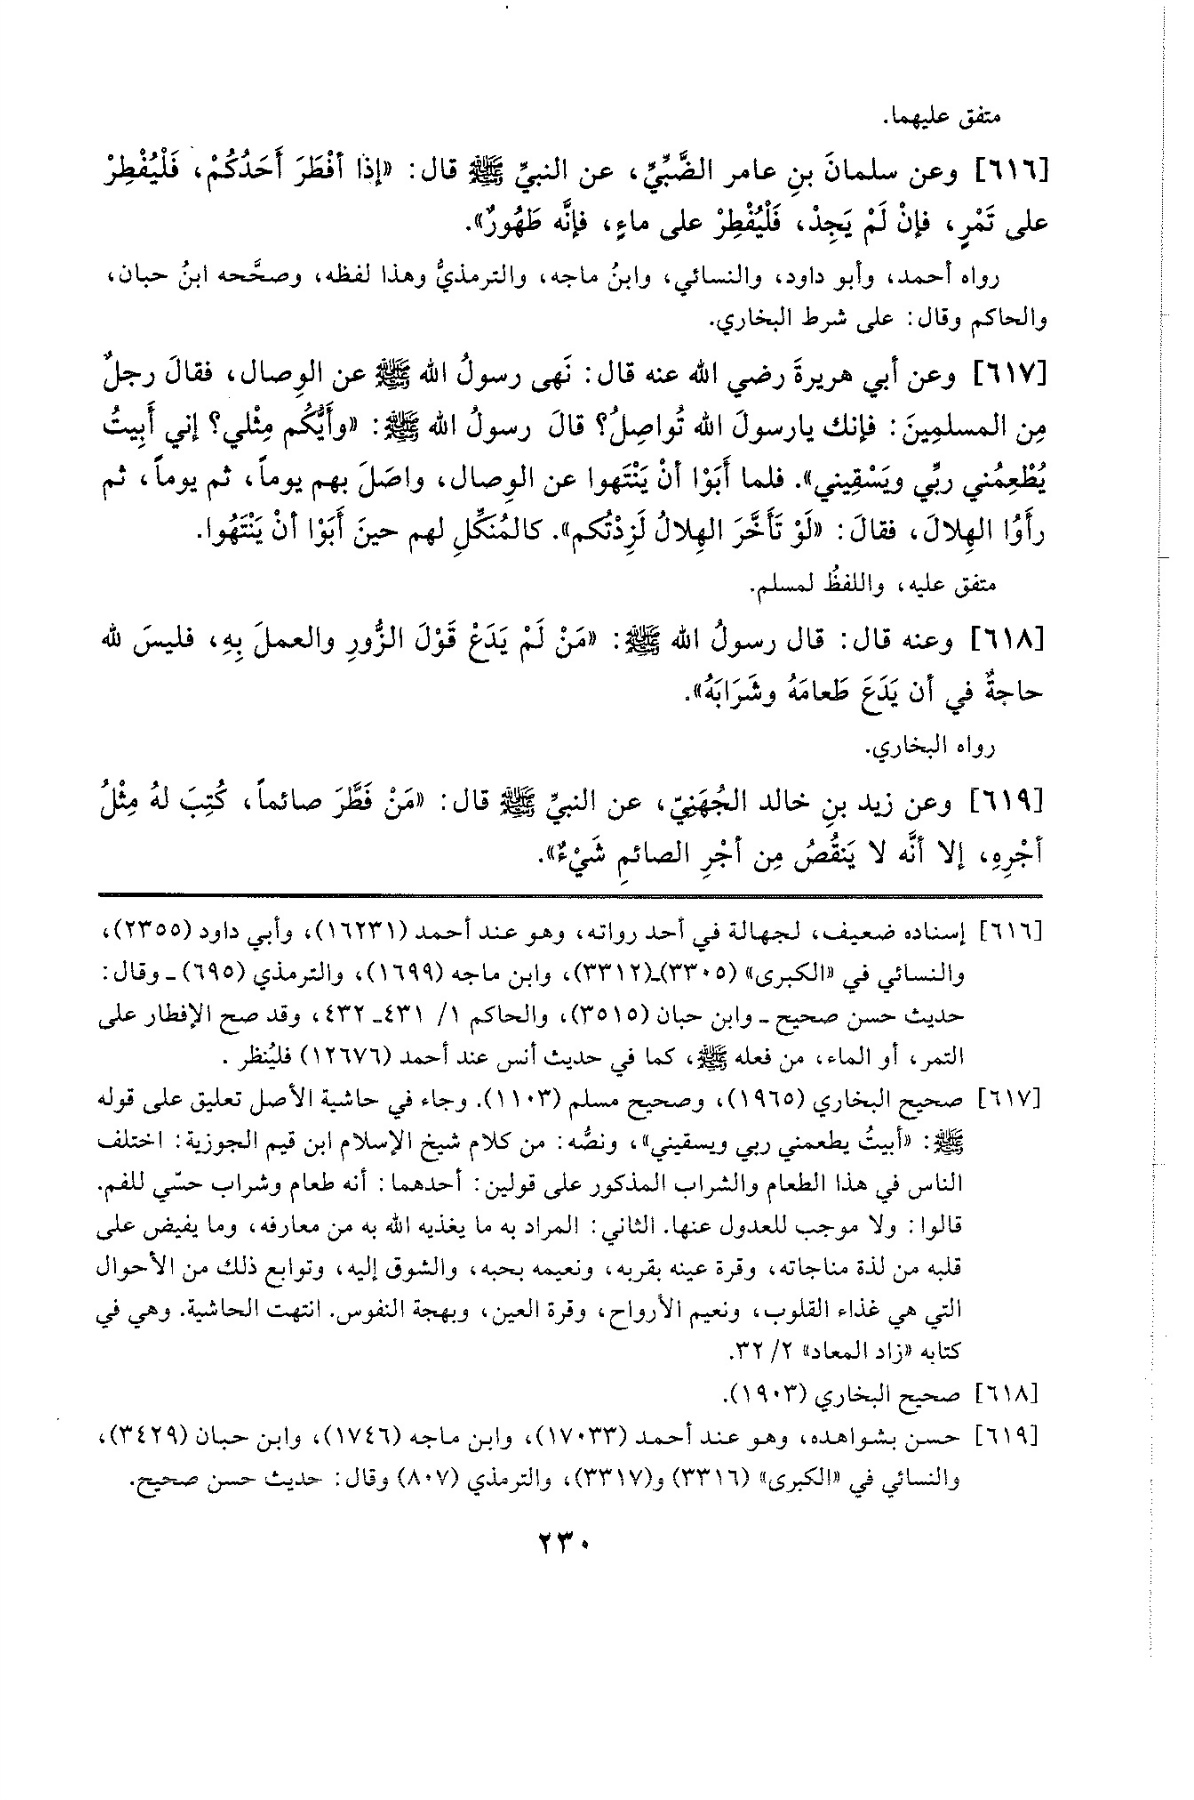 متفق عليهما.
[٦١٦] وعن سلمانَ بنِ عامر الضَّبِّيِّ، عن النبيِّ ﷺ قال: «إذَا أفْطَرَ أَحَدُكُمْ، فَلْيُفْطِرْ
على تَمْرٍ، فإنْ لَمْ يَجِدْ، فَلْيُفْطِرْ على ماءٍ، فإنَّه طَهُورٌ».
رواه أحمد، وأبو داود، والنسائي، وابنُ ماجه، والترمذيُّ وهذا لفظه، وصحَّحه ابنُ حبان،
والحاكم وقال: على شرط البخاري.
[٦١٧] وعن أبي هريرةَ رضي الله عنه قال: نَهى رسولُ الله ﷺ عن الوِصال، فقالَ رجلٌ
مِن المسلمِينَ: فإنك يارسولَ الله تُواصِلُ؟ قالَ رسولُ الله ﷺ: «وأَيُّكُم مِثْلي؟ إني أَبِيتُ
يُطْعِمُني ربِّي ويَسْقِيني». فلما أَبَوْا أنْ يَنْتَهوا عن الوِصال، واصَلَ بهم يوماً، ثم يوماً، ثم
رأَوُا الهِلالَ، فقالَ: «لَوْ تَأَخَّرَ الهِلالُ لَزِدْتُكم». كالمُنَكِّلِ لهم حينَ أَبَوْا أنْ يَنْتَهُوا.
متفق عليه، واللفظُ لمسلم.
[٦١٨] وعنه قال: قال رسولُ الله ﷺ: «مَنْ لَمْ يَدَعْ قَوْلَ الزُّورِ والعملَ بِهِ، فليسَ لله
حاجةٌ في أن يَدَعَ طَعامَهُ وشَرَابَهُ».
رواه البخاري.
[٦١٩] وعن زيد بنِ خالد الجُهَنِيّ، عن النبيِّ ﷺ قال: «مَنْ فَطَّرَ صائماً، كُتِبَ لهُ مِثْلُ
أجْرِهِ، إلا أنَّه لا يَنقُصُ مِن أجْرِ الصائمِ شَيْءٌ».
[٦١٦] إسناده ضعيف، لجهالة في أحد رواته، وهو عند أحمد (١٦٢٣١)، وأبي داود (٢٣٥٥)،
والنسائي في «الكبرى» (٣٣٠٥)ـ(٣٣١٢)، وابن ماجه (١٦٩٩)، والترمذي (٦٩٥) ـ وقال:
حديث حسن صحيح ـ وابن حبان (٣٥١٥)، والحاكم ١/ ٤٣١ـ ٤٣٢، وقد صح الإفطار على
التمر، أو الماء، من فعله ﷺ، كما في حديث أنس عند أحمد (١٢٦٧٦) فليُنظر .
[٦١٧] صحيح البخاري (١٩٦٥)، وصحيح مسلم (١١٠٣). وجاء في حاشية الأصل تعليق على قوله
ﷺ: «أبيتُ يطعمني ربي ويسقيني»، ونصُّه: من كلام شيخ الإسلام ابن قيم الجوزية: اختلف
الناس في هذا الطعام والشراب المذكور على قولين: أحدهما: أنه طعام وشراب حسّي للفم.
قالوا: ولا موجب للعدول عنها. الثاني: المراد به ما يغذيه الله به من معارفه، وما يفيض على
قلبه من لذة مناجاته، وقرة عينه بقربه، ونعيمه بحبه، والشوق إليه، وتوابع ذلك من الأحوال
التي هي غذاء القلوب، ونعيم الأرواح، وقرة العين، وبهجة النفوس. انتهت الحاشية. وهي في
كتابه «زاد المعاد» ٢/ ٣٢.
[٦١٨] صحيح البخاري (١٩٠٣).
[٦١٩] حسن بشواهده، وهو عند أحمد (١٧٠٣٣)، وابن ماجه (١٧٤٦)، وابن حبان (٣٤٢٩)،
والنسائي في «الكبرى» (٣٣١٦) و(٣٣١٧)، والترمذي (٨٠٧) وقال: حديث حسن صحيح.
٢٣٠